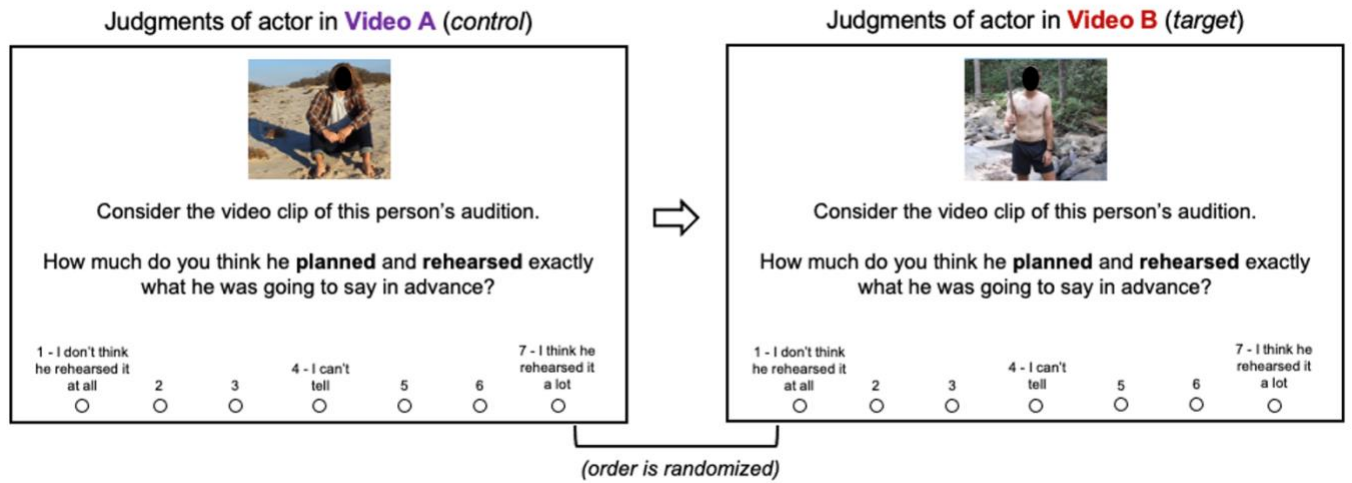 Judgments of actor in Video A (control)
Consider the video clip of this person's audition.
How much do you think he planned and rehearsed exactly
what he was going to say in advance?
1 - I don't think
he rehearsed it
at all
2
3
4 - I can't
tell
5
6
7 - I think he
rehearsed it
a lot
Judgments of actor in Video B (target)
Consider the video clip of this person's audition.
How much do you think he planned and rehearsed exactly
what he was going to say in advance?
1 - I don't think
he rehearsed it
at all
2
3
4 - I can't
tell
5
6
7 - I think he
rehearsed it
a lot
(order is randomized)